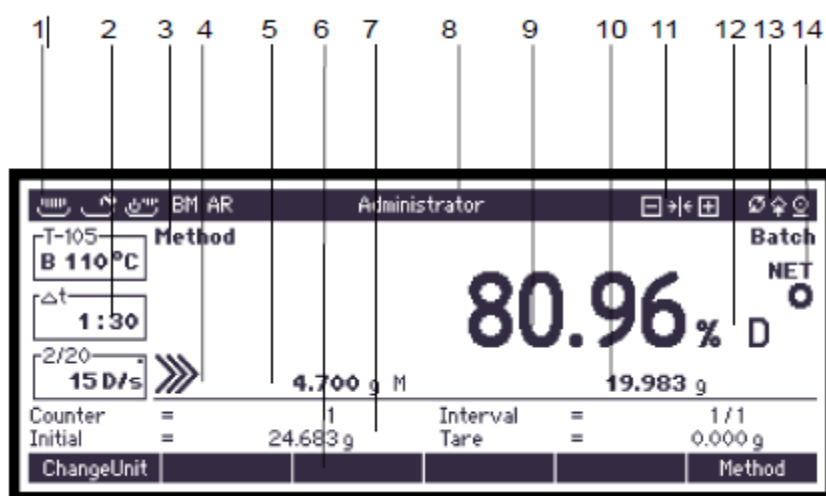 1 2 3 4 5 6 7 8 9 10 11 12 13 14
BM AR Administrator
T-105 Method Batch
B 110°C
NET
Δt
1:30
80.96 % D
2/20
15 D/s 4.700 g M 19.983 g
Counter = 1 Interval = 1/1
Initial = 24.683 g Tare = 0.000 g
ChangeUnit Method